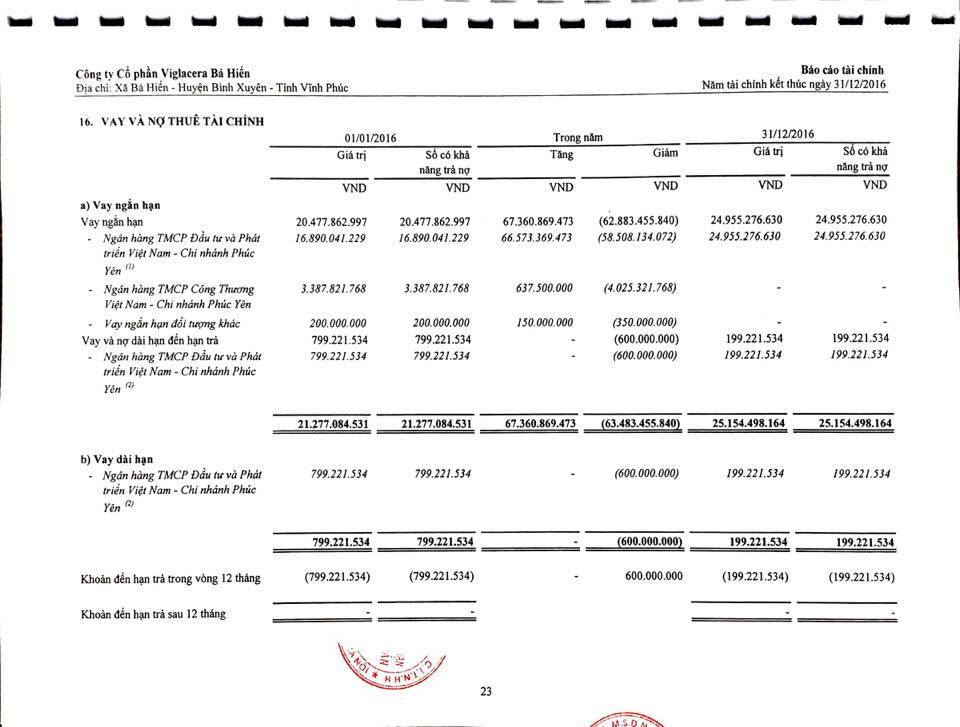 Công ty Cổ phần Viglacera Bá Hiến
Địa chỉ: Xã Bá Hiến - Huyện Bình Xuyên - Tỉnh Vĩnh Phúc
Báo cáo tài chính
Năm tài chính kết thúc ngày 31/12/2016
16. VAY VÀ NỢ THUÊ TÀI CHÍNH
01/01/2016 Trong năm 31/12/2016
Giá trị Số có khả Tăng Giảm Giá trị Số có khả
năng trả nợ năng trả nợ
VND VND VND VND VND VND
a) Vay ngắn hạn
Vay ngắn hạn 20.477.862.997 20.477.862.997 67.360.869.473 (62.883.455.840) 24.955.276.630 24.955.276.630
- Ngân hàng TMCP Đầu tư và Phát 16.890.041.229 16.890.041.229 66.573.369.473 (58.508.134.072) 24.955.276.630 24.955.276.630
triển Việt Nam - Chi nhánh Phúc
Yên (1)
- Ngân hàng TMCP Công Thương 3.387.821.768 3.387.821.768 637.500.000 (4.025.321.768) - -
Việt Nam - Chi nhánh Phúc Yên
- Vay ngắn hạn đối tượng khác 200.000.000 200.000.000 150.000.000 (350.000.000) - -
Vay và nợ dài hạn đến hạn trả 799.221.534 799.221.534 - (600.000.000) 199.221.534 199.221.534
- Ngân hàng TMCP Đầu tư và Phát 799.221.534 799.221.534 - (600.000.000) 199.221.534 199.221.534
triển Việt Nam - Chi nhánh Phúc
Yên (2)
21.277.084.531 21.277.084.531 67.360.869.473 (63.483.455.840) 25.154.498.164 25.154.498.164
b) Vay dài hạn
- Ngân hàng TMCP Đầu tư và Phát 799.221.534 799.221.534 - (600.000.000) 199.221.534 199.221.534
triển Việt Nam - Chi nhánh Phúc
Yên (2)
799.221.534 799.221.534 - (600.000.000) 199.221.534 199.221.534
Khoản đến hạn trả trong vòng 12 tháng (799.221.534) (799.221.534) - 600.000.000 (199.221.534) (199.221.534)
Khoản đến hạn trả sau 12 tháng - - - -
23